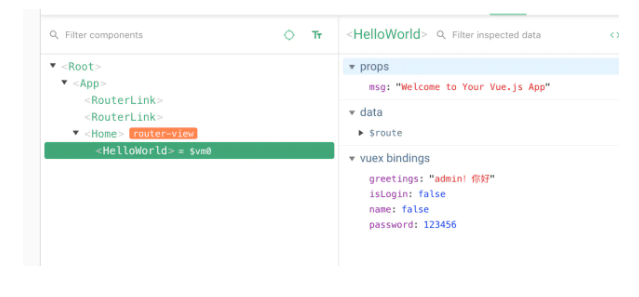 Filter components
Tr
<HelloWorld>
Filter inspected data
<>
<Root>
<App>
<RouterLink>
<RouterLink>
<Home> router-view
<HelloWorld> = $vm0
props
msg: "Welcome to Your Vue.js App"
data
$route
vuex bindings
greetings: "admin! 你好"
isLogin: false
name: false
password: 123456